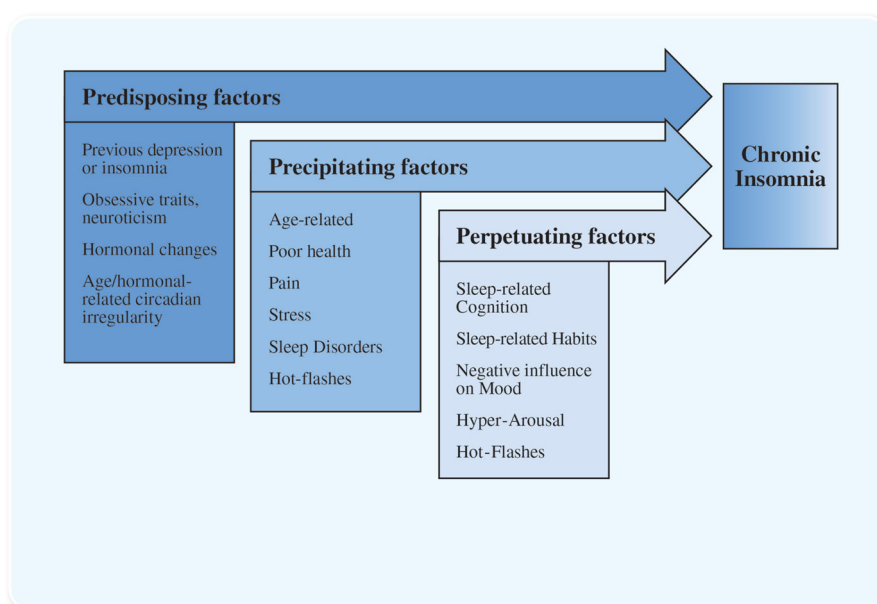 Predisposing factors
Previous depression
or insomnia
Obsessive traits,
neuroticism
Hormonal changes
Age/hormonal-
related circadian
irregularity
Precipitating factors
Age-related
Poor health
Pain
Stress
Sleep Disorders
Hot-flashes
Perpetuating factors
Sleep-related
Cognition
Sleep-related Habits
Negative influence
on Mood
Hyper-Arousal
Hot-Flashes
Chronic
Insomnia